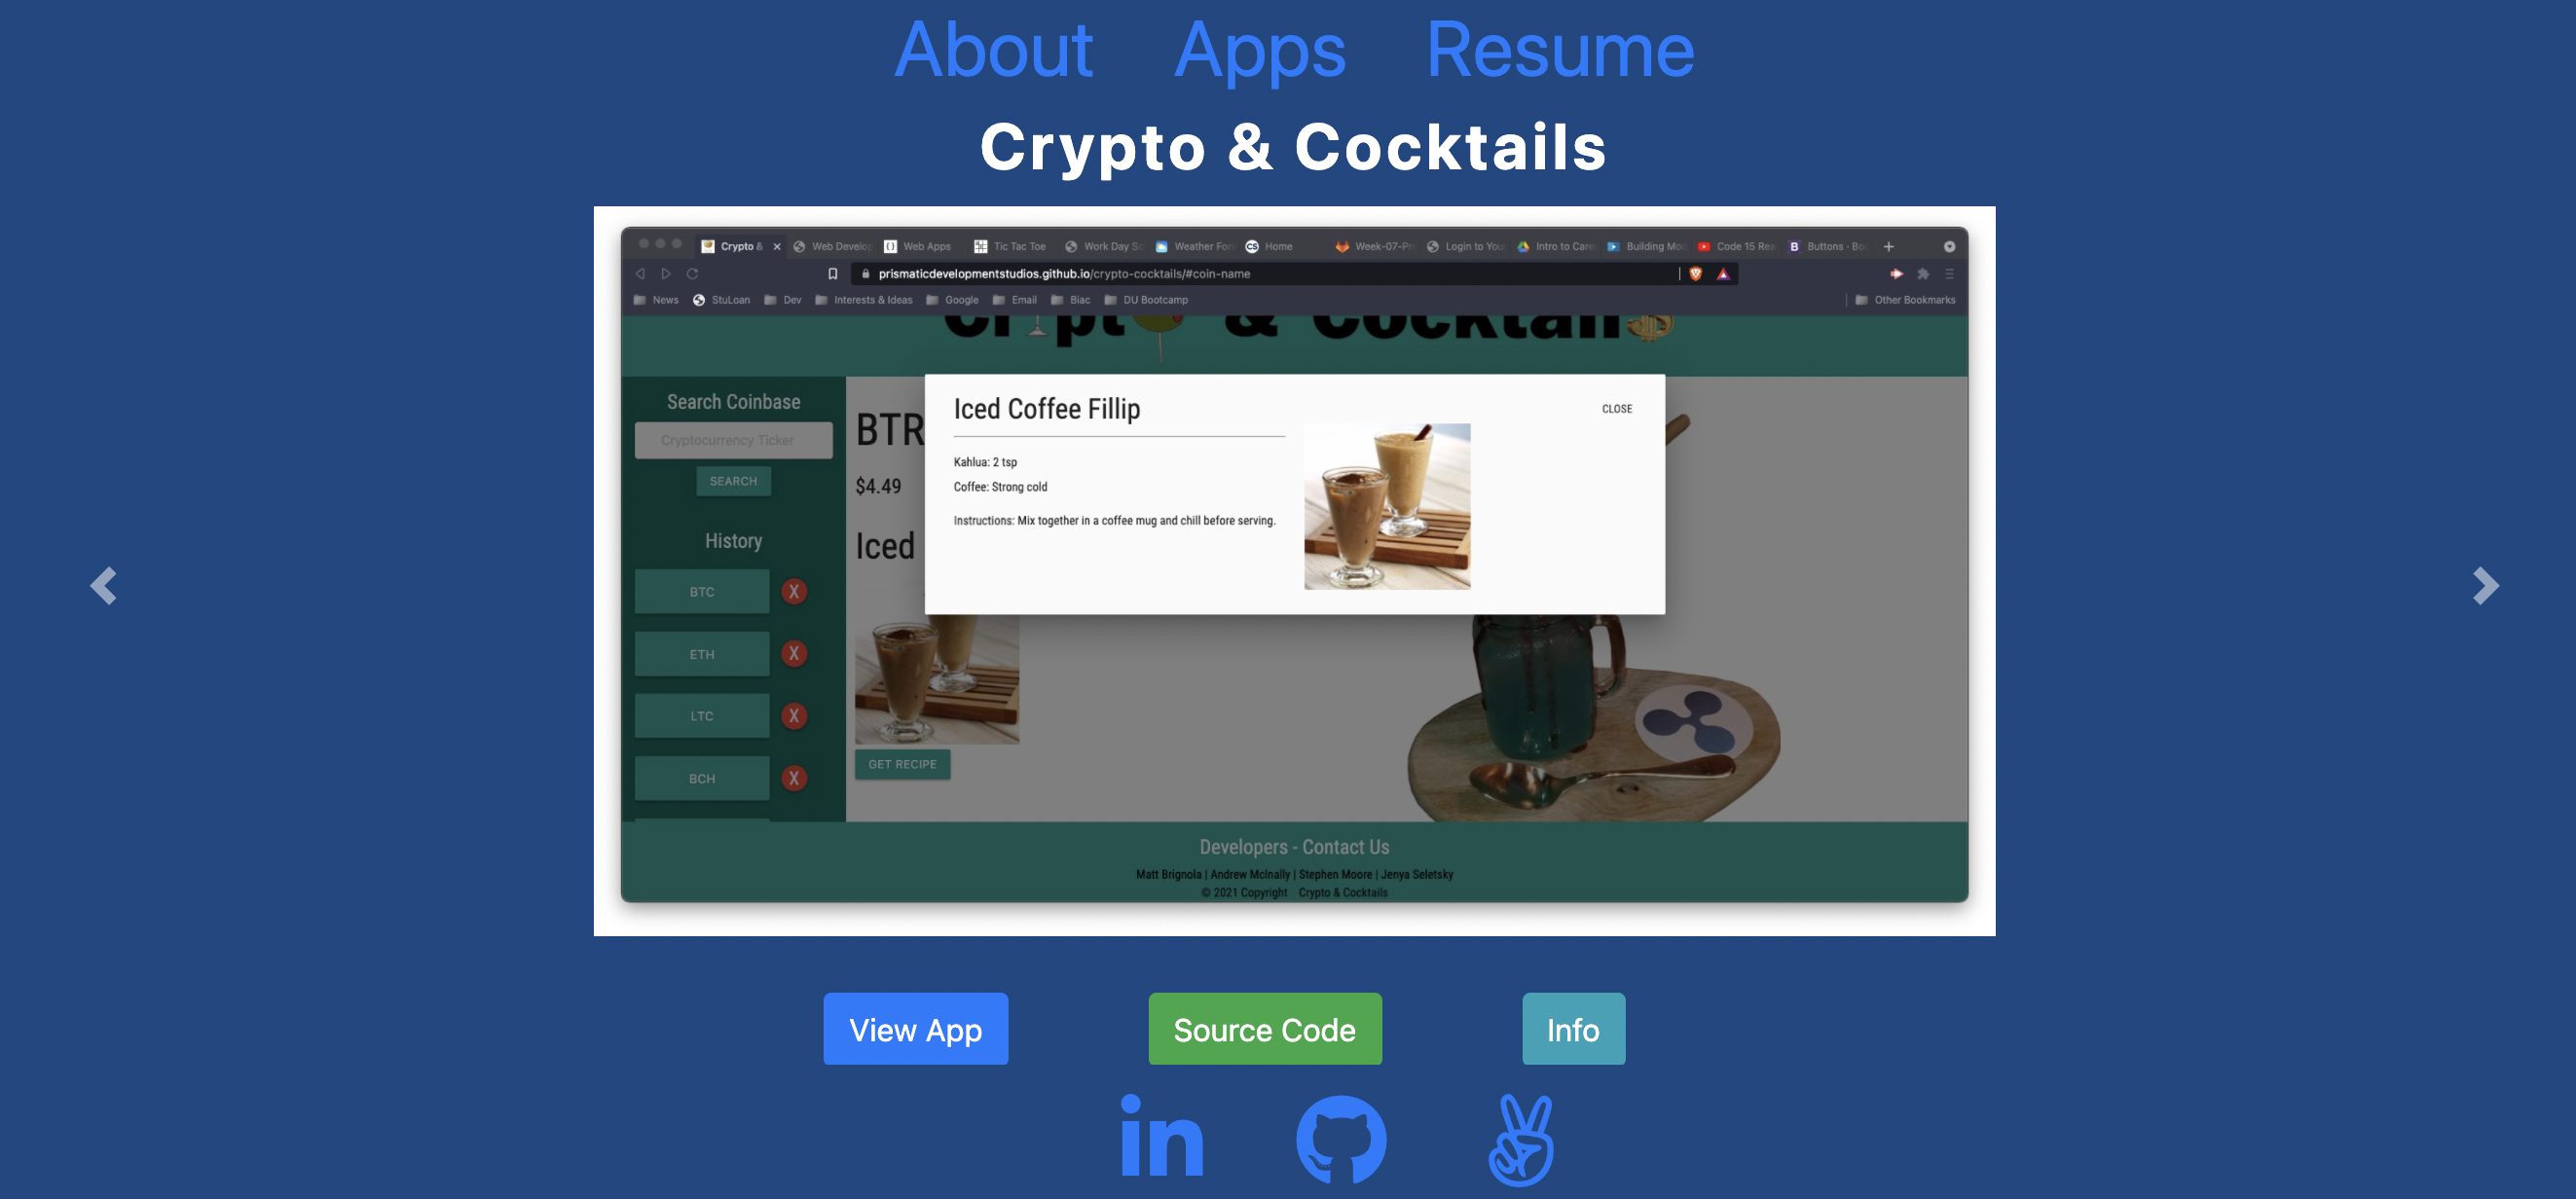 About Apps Resume
Crypto & Cocktails
Crypto & Web Develop Web Apps Tic Tac Toe Work Day Sc Weather For Home Week-07-Pr Login to You Intro to Care Building Mo Code 15 Rea Buttons - Bo
prismaticdevelopmentstudios.github.io/crypto-cocktails/#coin-name
News StuLoan Dev Interests & Ideas Google Email Biac DU Bootcamp Other Bookmarks
Crypt & Cocktail
Search Coinbase
Cryptocurrency Ticker
SEARCH
History
BTC X
ETH X
LTC X
BCH X
BTR
$4.49
Iced
GET RECIPE
Iced Coffee Fillip
CLOSE
Kahlua: 2 tsp
Coffee: Strong cold
Instructions: Mix together in a coffee mug and chill before serving.
Developers - Contact Us
Matt Brignola | Andrew McInally | Stephen Moore | Jenya Seletsky
© 2021 Copyright Crypto & Cocktails
View App Source Code Info
in